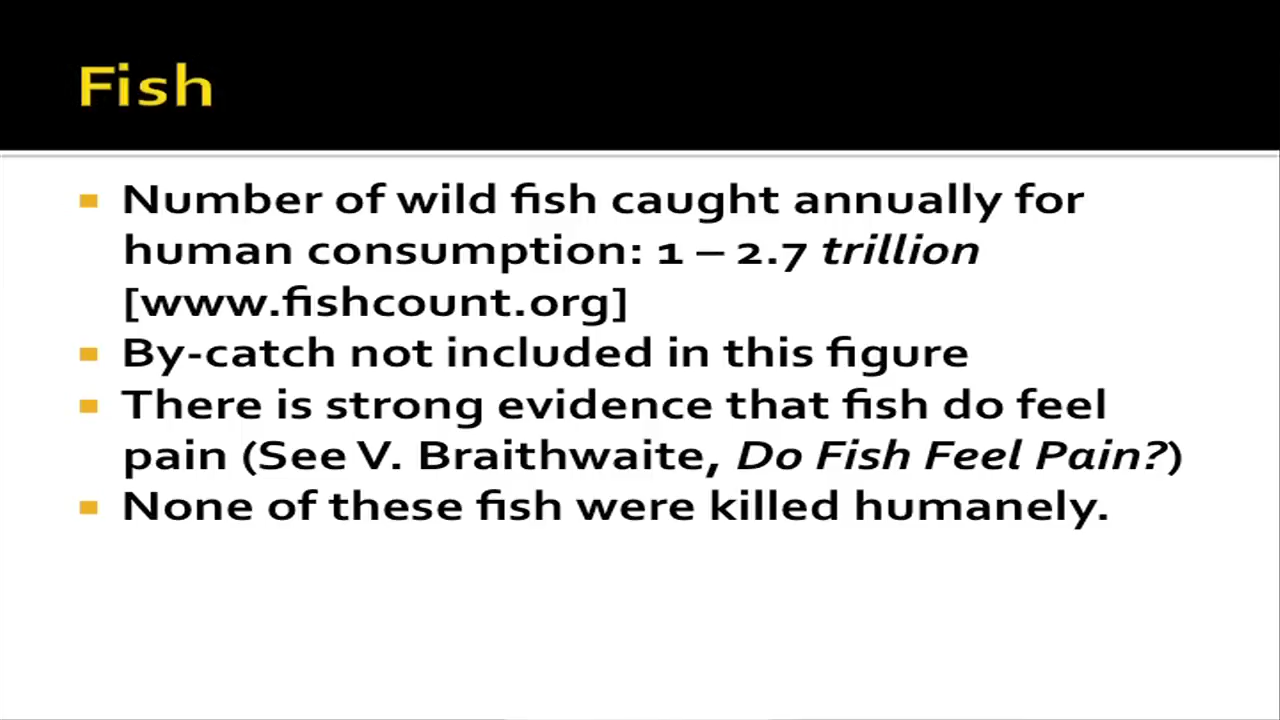 Fish
Number of wild fish caught annually for
human consumption: 1 – 2.7 trillion
[www.fishcount.org]
By-catch not included in this figure
There is strong evidence that fish do feel
pain (See V. Braithwaite, Do Fish Feel Pain?)
None of these fish were killed humanely.